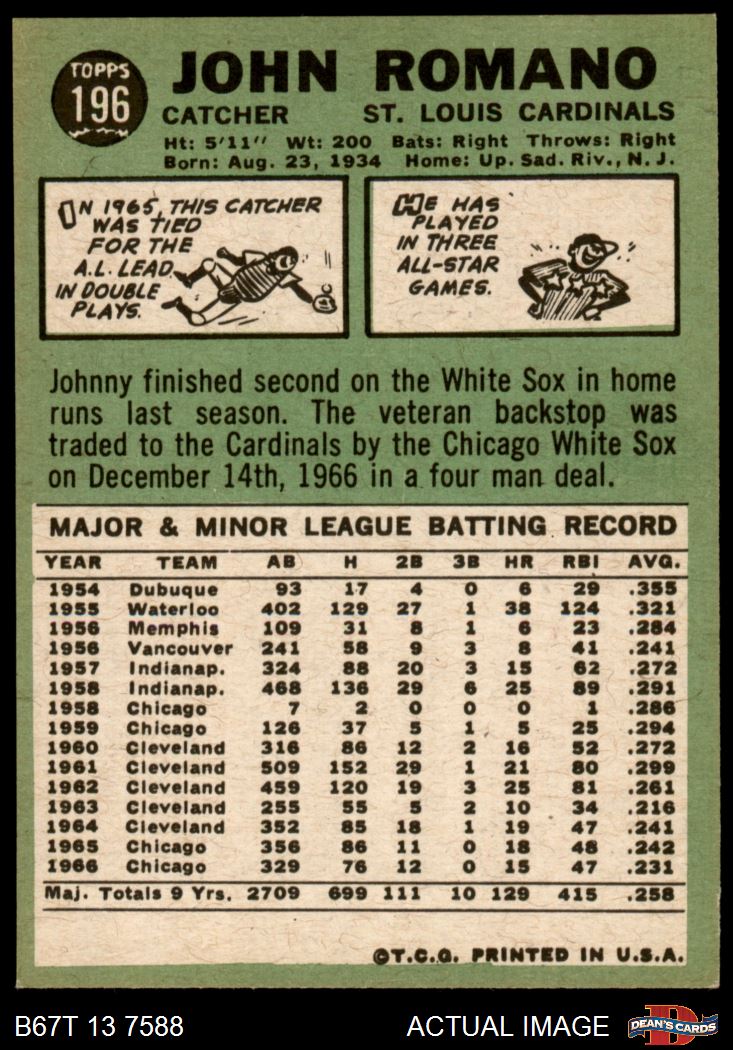 TOPPS
196
JOHN ROMANO
CATCHER ST. LOUIS CARDINALS
Ht: 5'11" Wt: 200 Bats: Right Throws: Right
Born: Aug. 23, 1934 Home: Up. Sad. Riv., N. J.
IN 1965, THIS CATCHER
WAS TIED
FOR THE
A.L. LEAD
IN DOUBLE
PLAYS.
HE HAS
PLAYED
IN THREE
ALL-STAR
GAMES.
Johnny finished second on the White Sox in home
runs last season. The veteran backstop was
traded to the Cardinals by the Chicago White Sox
on December 14th, 1966 in a four man deal.
MAJOR & MINOR LEAGUE BATTING RECORD
YEAR TEAM AB H 2B 3B HR RBI AVG.
1954 Dubuque 93 17 4 0 6 29 .355
1955 Waterloo 402 129 27 1 38 124 .321
1956 Memphis 109 31 8 1 6 23 .284
1956 Vancouver 241 58 9 3 8 41 .241
1957 Indianap. 324 88 20 3 15 62 .272
1958 Indianap. 468 136 29 6 25 89 .291
1958 Chicago 7 2 0 0 0 1 .286
1959 Chicago 126 37 5 1 5 25 .294
1960 Cleveland 316 86 12 2 16 52 .272
1961 Cleveland 509 152 29 1 21 80 .299
1962 Cleveland 459 120 19 3 25 81 .261
1963 Cleveland 255 55 5 2 10 34 .216
1964 Cleveland 352 85 18 1 19 47 .241
1965 Chicago 356 86 11 0 18 48 .242
1966 Chicago 329 76 12 0 15 47 .231
Maj. Totals 9 Yrs. 2709 699 111 10 129 415 .258
©T.C.G. PRINTED IN U.S.A.
B67T 13 7588 ACTUAL IMAGE D DEAN'S CARDS